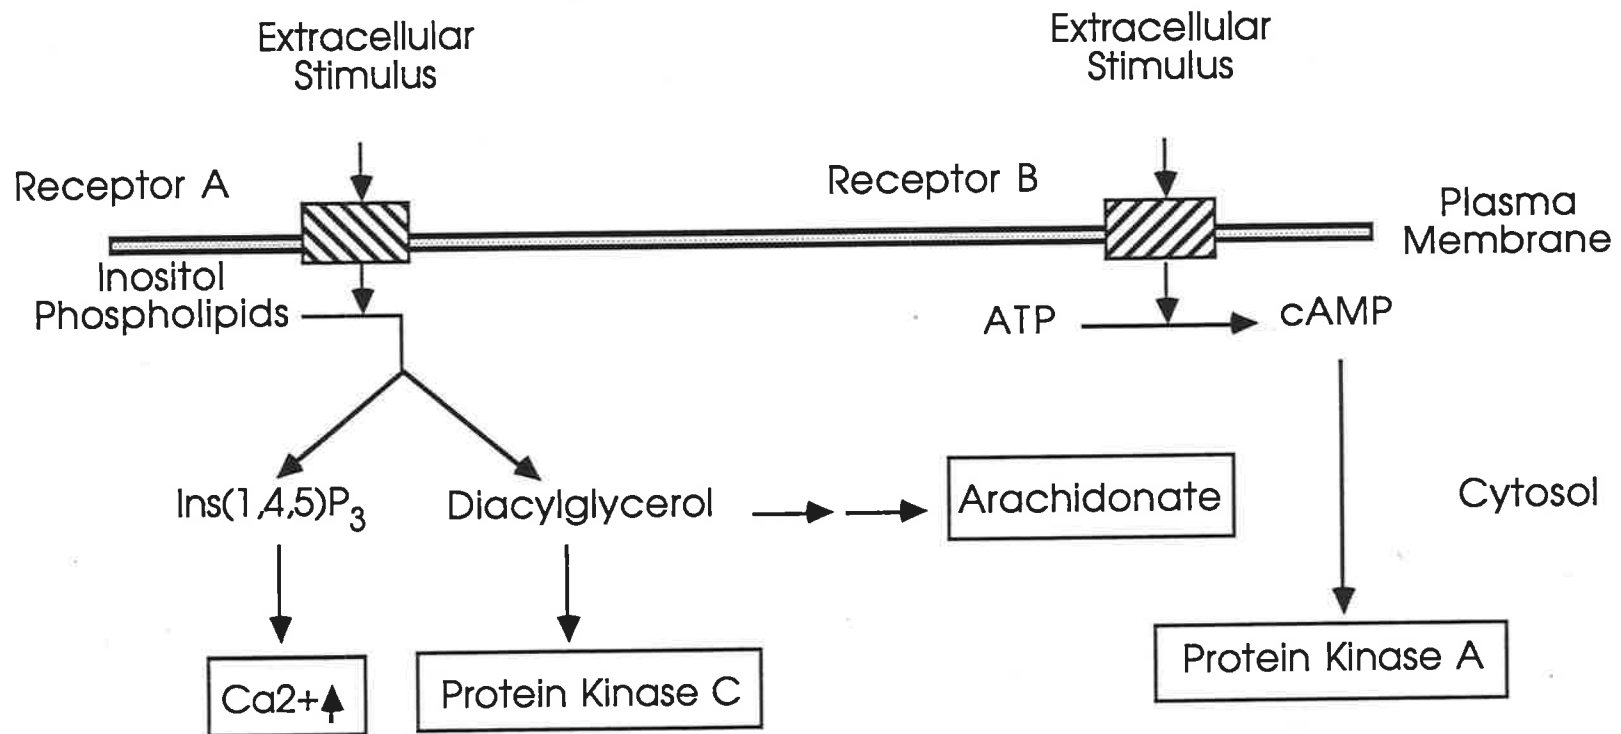 Extracellular
Stimulus
Extracellular
Stimulus
Receptor A
Receptor B
Plasma
Membrane
Inositol
Phospholipids
ATP
cAMP
Ins(1,4,5)P3
Diacylglycerol
Arachidonate
Cytosol
Ca2+
Protein Kinase C
Protein Kinase A